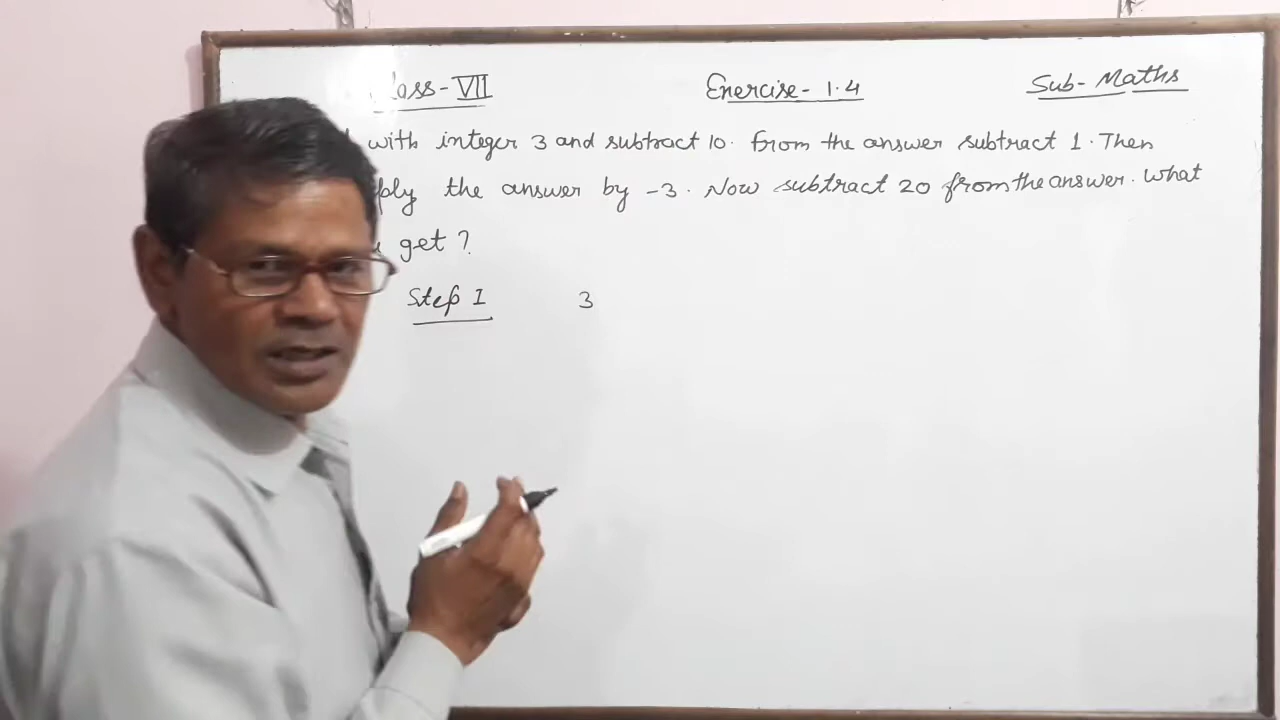 Class - VII
Exercise - 1.4
Sub - Maths
with integer 3 and subtract 10. From the answer subtract 1. Then
the answer by -3. Now subtract 20 from the answer. What
get ?
Step I 3